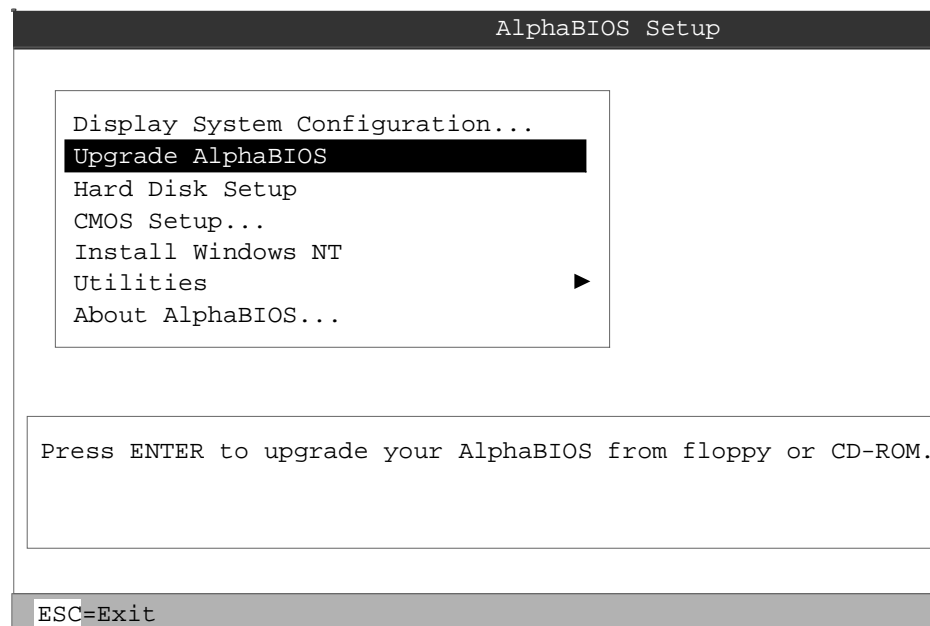 AlphaBIOS Setup
Display System Configuration...
Upgrade AlphaBIOS
Hard Disk Setup
CMOS Setup...
Install Windows NT
Utilities
About AlphaBIOS...
Press ENTER to upgrade your AlphaBIOS from floppy or CD-ROM.
ESC=Exit